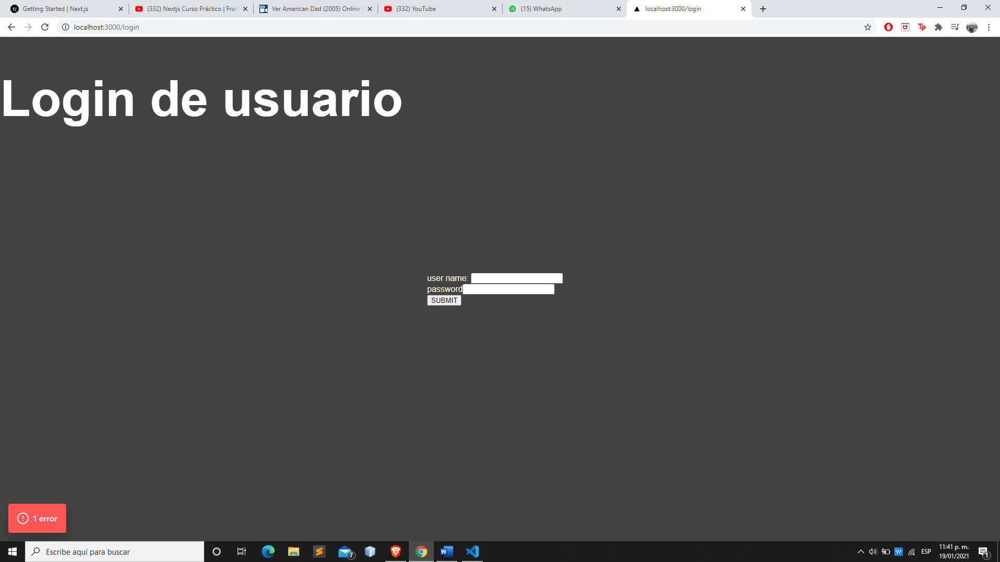 Getting Started | Next.js
(332) Nextjs Curso Práctico | Fran
Ver American Dad (2005) Online
(332) YouTube
15
(15) WhatsApp
localhost:3000/login
localhost:3000/login
Tp
Login de usuario
user name:
password
SUBMIT
1 error
Escribe aquí para buscar
7
ESP
11:41 p. m.
19/01/2021
1